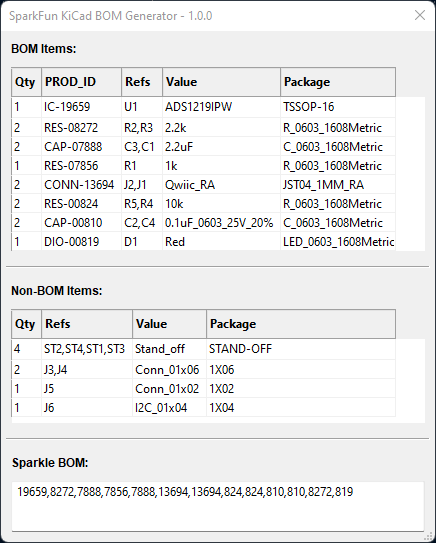 SparkFun KiCad BOM Generator - 1.0.0
BOM Items:
Qty PROD_ID Refs Value Package
1 IC-19659 U1 ADS1219IPW TSSOP-16
2 RES-08272 R2,R3 2.2k R_0603_1608Metric
2 CAP-07888 C3,C1 2.2uF C_0603_1608Metric
1 RES-07856 R1 1k R_0603_1608Metric
2 CONN-13694 J2,J1 Qwiic_RA JST04_1MM_RA
2 RES-00824 R5,R4 10k R_0603_1608Metric
2 CAP-00810 C2,C4 0.1uF_0603_25V_20% C_0603_1608Metric
1 DIO-00819 D1 Red LED_0603_1608Metric
Non-BOM Items:
Qty Refs Value Package
4 ST2,ST4,ST1,ST3 Stand_off STAND-OFF
2 J3,J4 Conn_01x06 1X06
1 J5 Conn_01x02 1X02
1 J6 I2C_01x04 1X04
Sparkle BOM:
19659,8272,7888,7856,7888,13694,13694,824,824,810,810,8272,819